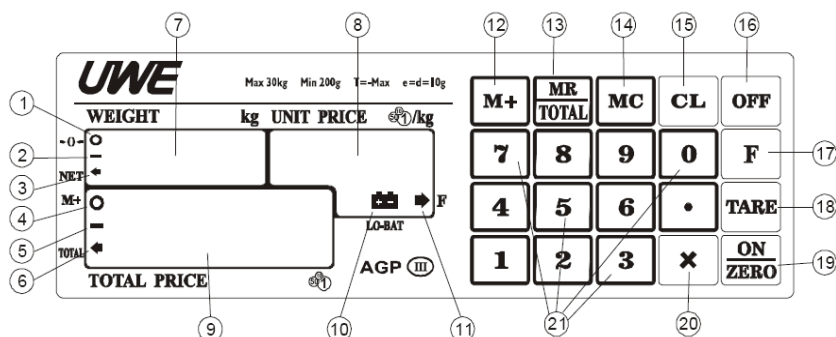 7 8 12 13 14 15 16
UWE
Max 30kg Min 200g T=-Max e=d=10g
WEIGHT kg UNIT PRICE /kg
M+ MR TOTAL MC CL OFF
1 -0-
2
3 NET
4 M+
5
6 TOTAL
F
LO-BAT
AGP III
TOTAL PRICE
7 8 9 0 F 17
4 5 6 . TARE 18
1 2 3 × ON ZERO 19
9 10 11 21 20